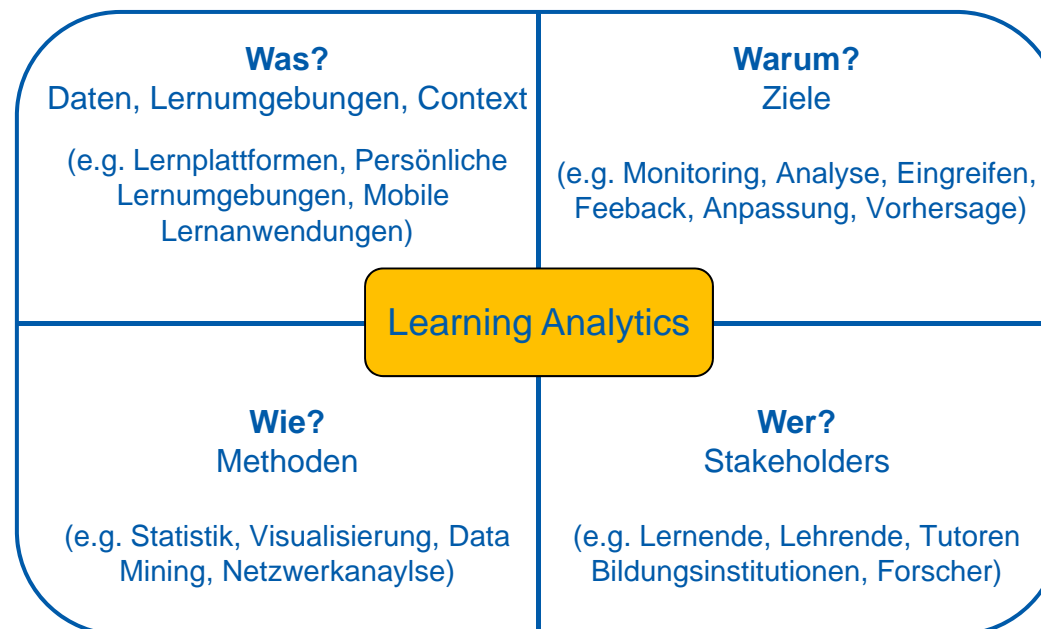 Was?
Daten, Lernumgebungen, Context
(e.g. Lernplattformen, Persönliche
Lernumgebungen, Mobile
Lernanwendungen)
Warum?
Ziele
(e.g. Monitoring, Analyse, Eingreifen,
Feeback, Anpassung, Vorhersage)
Learning Analytics
Wie?
Methoden
(e.g. Statistik, Visualisierung, Data
Mining, Netzwerkanaylse)
Wer?
Stakeholders
(e.g. Lernende, Lehrende, Tutoren
Bildungsinstitutionen, Forscher)